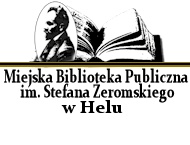 Miejska Biblioteka Publiczna
im. Stefana Żeromskiego
w Helu